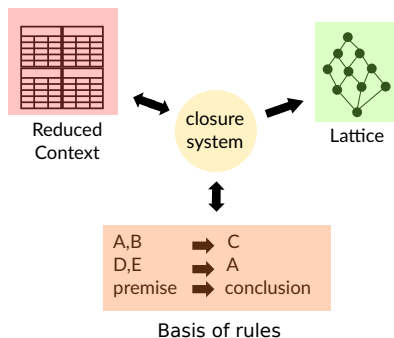 Reduced
Context
closure
system
Lattice
A,B C
D,E A
premise conclusion
Basis of rules